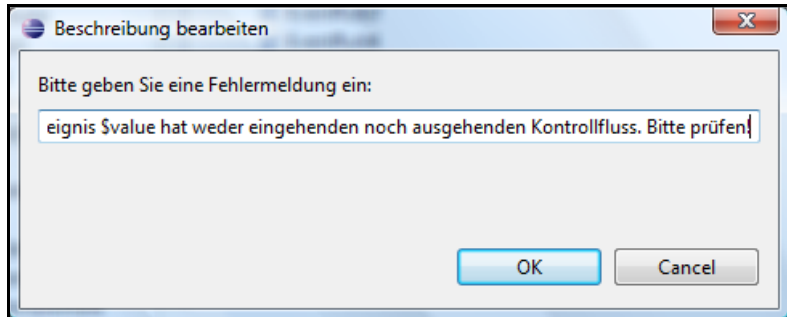 Beschreibung bearbeiten
Bitte geben Sie eine Fehlermeldung ein:
eignis $value hat weder eingehenden noch ausgehenden Kontrollfluss. Bitte prüfen!
OK
Cancel